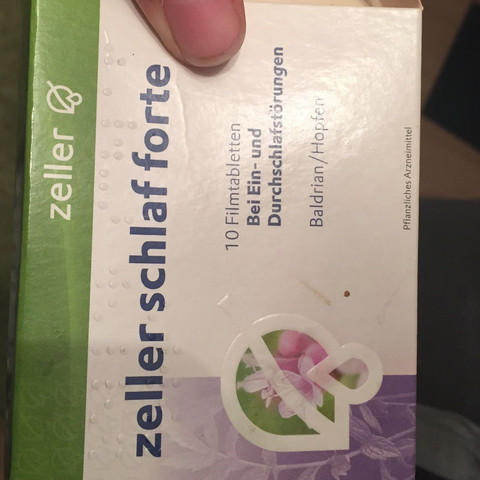 zeller
zeller schlaf forte
10 Filmtabletten
Bei Ein- und
Durchschlafstörungen
Baldrian/Hopfen
Pflanzliches Arzneimittel